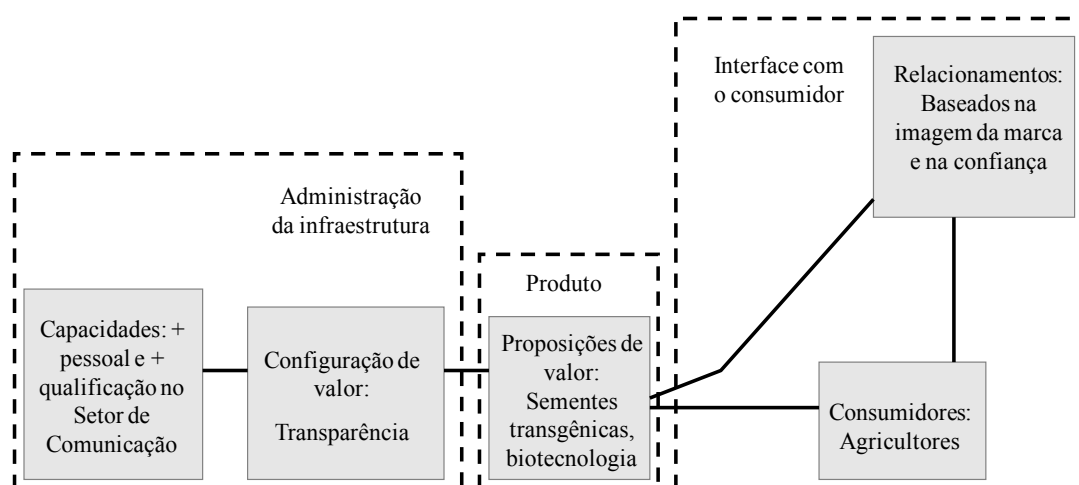 Interface com
o consumidor
Relacionamentos:
Baseados na
imagem da marca
e na confiança
Administração
da infraestrutura
Produto
Capacidades: +
pessoal e +
qualificação no
Setor de
Comunicação
Configuração de
valor:
Transparência
Proposições de
valor:
Sementes
transgênicas,
biotecnologia
Consumidores:
Agricultores